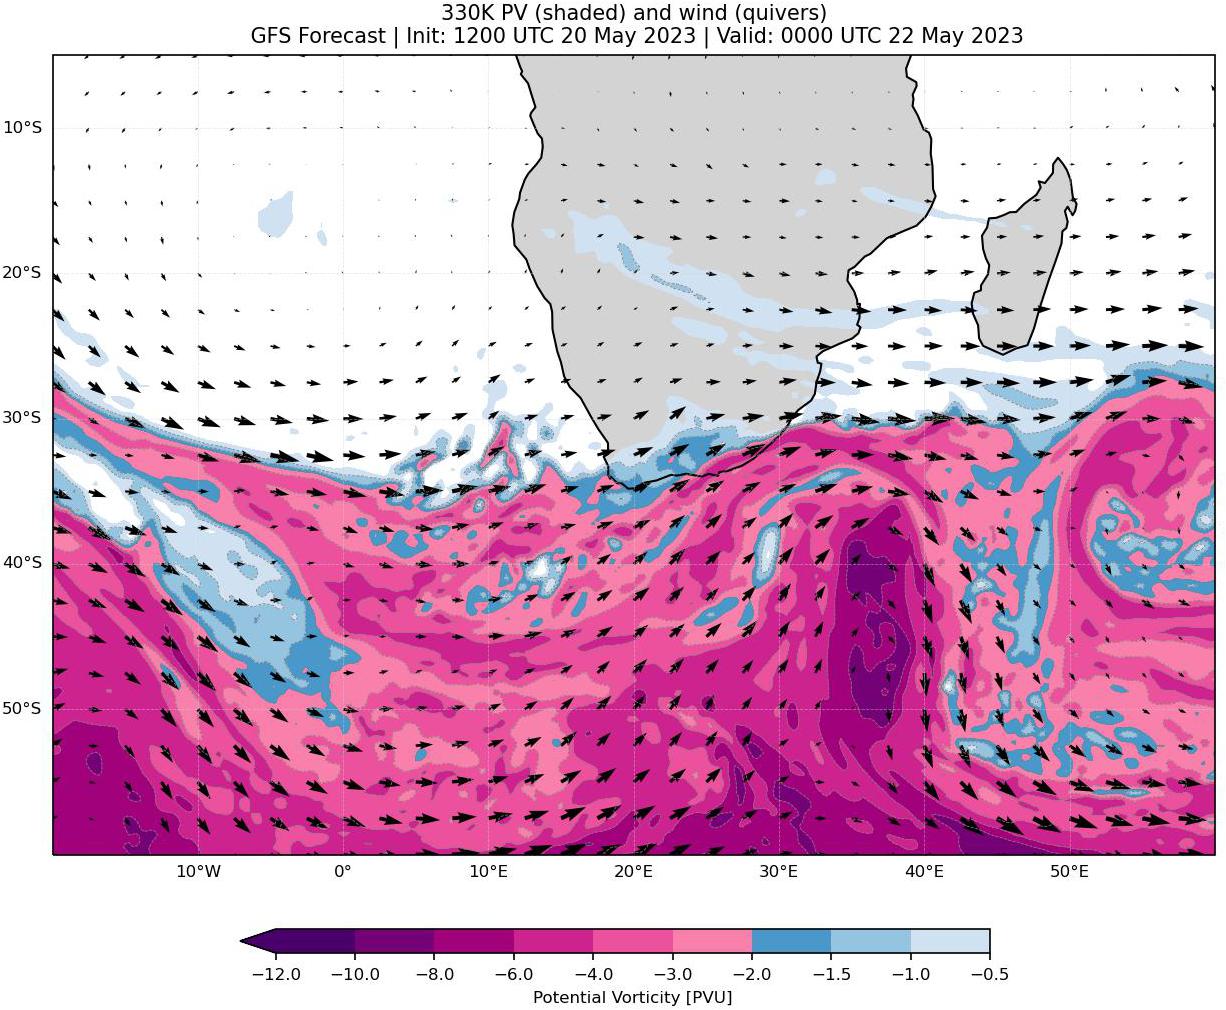 330K PV (shaded) and wind (quivers)
GFS Forecast | Init: 1200 UTC 20 May 2023 | Valid: 0000 UTC 22 May 2023
10°S
20°S
30°S
40°S
50°S
10°W 0° 10°E 20°E 30°E 40°E 50°E
−12.0 −10.0 −8.0 −6.0 −4.0 −3.0 −2.0 −1.5 −1.0 −0.5
Potential Vorticity [PVU]